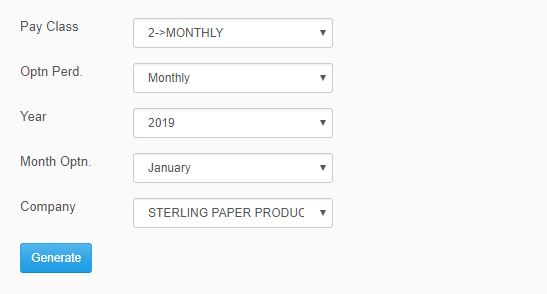 Pay Class 2->MONTHLY
Optn Perd. Monthly
Year 2019
Month Optn. January
Company STERLING PAPER PRODUC
Generate